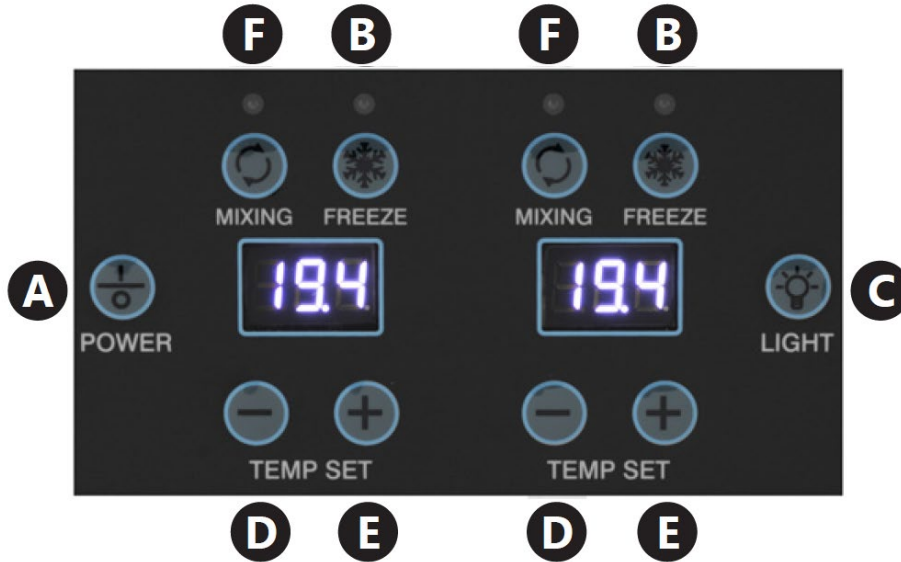 F B F B
MIXING FREEZE MIXING FREEZE
19.4 19.4
A C
POWER LIGHT
TEMP SET TEMP SET
D E D E